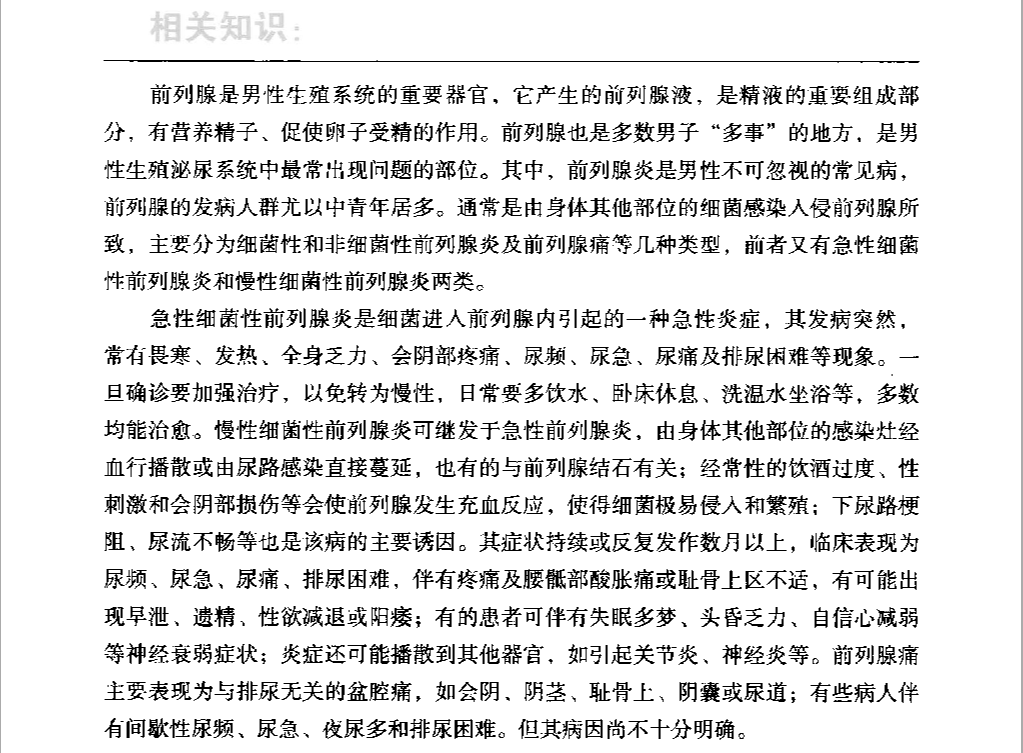 相关知识：
前列腺是男性生殖系统的重要器官，它产生的前列腺液，是精液的重要组成部
分，有营养精子、促使卵子受精的作用。前列腺也是多数男子“多事”的地方，是男
性生殖泌尿系统中最常出现问题的部位。其中，前列腺炎是男性不可忽视的常见病，
前列腺的发病人群尤以中青年居多。通常是由身体其他部位的细菌感染入侵前列腺所
致，主要分为细菌性和非细菌性前列腺炎及前列腺痛等几种类型，前者又有急性细菌
性前列腺炎和慢性细菌性前列腺炎两类。
急性细菌性前列腺炎是细菌进入前列腺内引起的一种急性炎症，其发病突然，
常有畏寒、发热、全身乏力、会阴部疼痛、尿频、尿急、尿痛及排尿困难等现象。一
旦确诊要加强治疗，以免转为慢性，日常要多饮水、卧床休息、洗温水坐浴等，多数
均能治愈。慢性细菌性前列腺炎可继发于急性前列腺炎，由身体其他部位的感染灶经
血行播散或由尿路感染直接蔓延，也有的与前列腺结石有关；经常性的饮酒过度、性
刺激和会阴部损伤等会使前列腺发生充血反应，使得细菌极易侵入和繁殖；下尿路梗
阻、尿流不畅等也是该病的主要诱因。其症状持续或反复发作数月以上，临床表现为
尿频、尿急、尿痛、排尿困难，伴有疼痛及腰骶部酸胀痛或耻骨上区不适，有可能出
现早泄、遗精、性欲减退或阳痿；有的患者可伴有失眠多梦、头昏乏力、自信心减弱
等神经衰弱症状；炎症还可能播散到其他器官，如引起关节炎、神经炎等。前列腺痛
主要表现为与排尿无关的盆腔痛，如会阴、阴茎、耻骨上、阴囊或尿道；有些病人伴
有间歇性尿频、尿急、夜尿多和排尿困难。但其病因尚不十分明确。